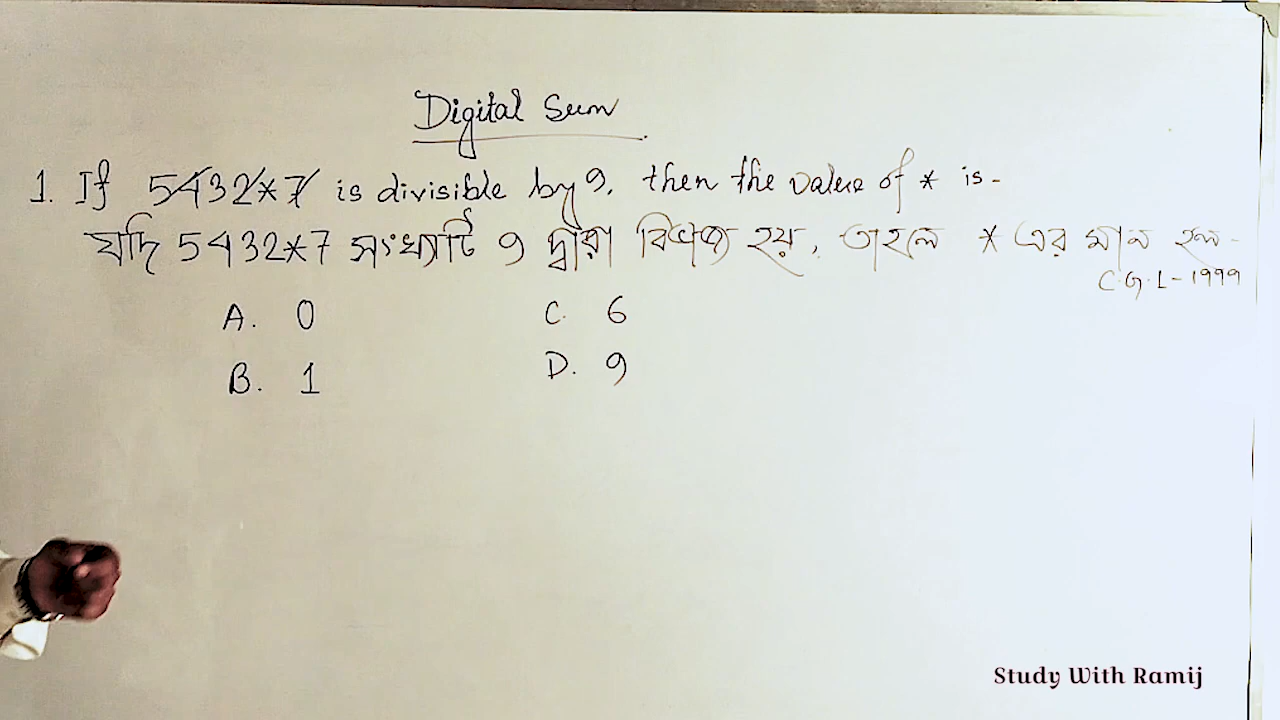 Digital Sum
1. If 5432*7 is divisible by 9, then the value of * is-
যদি 5432*7 সংখ্যাটি 9 দ্বারা বিভাজ্য হয়, তাহলে * এর মান হল-
C.G.L-1999
A. 0 C. 6
B. 1 D. 9
Study With Ramij